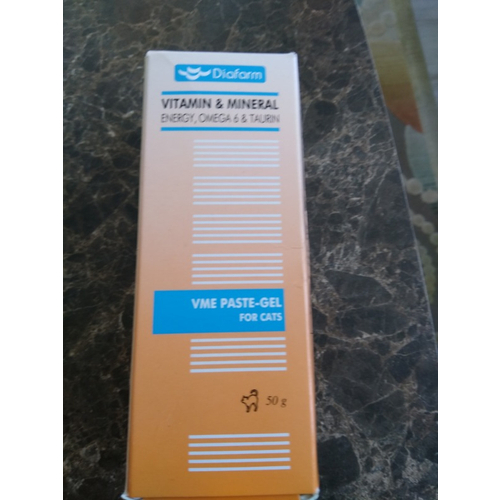 Diafarm
VITAMIN & MINERAL
ENERGY, OMEGA 6 & TAURIN
VME PASTE-GEL
FOR CATS
50 g